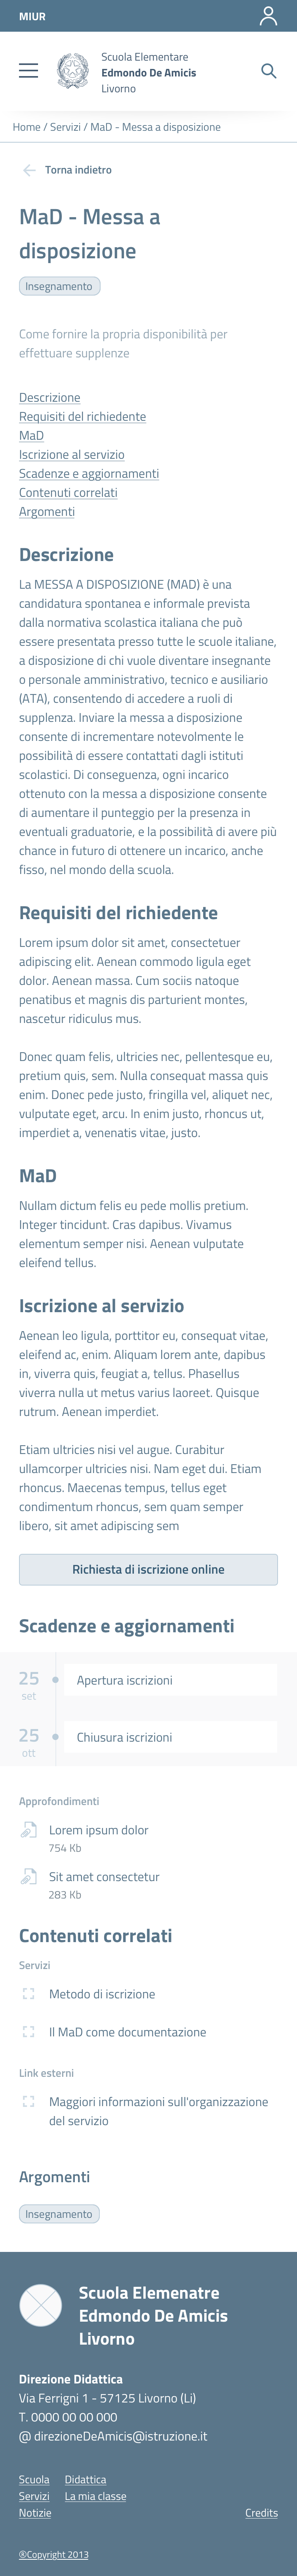 MIUR
Scuola Elementare
Edmondo De Amicis
Livorno
Home / Servizi / MaD - Messa a disposizione
Torna indietro
MaD - Messa a
disposizione
Insegnamento
Come fornire la propria disponibilità per
effettuare supplenze
Descrizione
Requisiti del richiedente
MaD
Iscrizione al servizio
Scadenze e aggiornamenti
Contenuti correlati
Argomenti
Descrizione
La MESSA A DISPOSIZIONE (MAD) è una
candidatura spontanea e informale prevista
dalla normativa scolastica italiana che può
essere presentata presso tutte le scuole italiane,
a disposizione di chi vuole diventare insegnante
o personale amministrativo, tecnico e ausiliario
(ATA), consentendo di accedere a ruoli di
supplenza. Inviare la messa a disposizione
consente di incrementare notevolmente le
possibilità di essere contattati dagli istituti
scolastici. Di conseguenza, ogni incarico
ottenuto con la messa a disposizione consente
di aumentare il punteggio per la presenza in
eventuali graduatorie, e la possibilità di avere più
chance in futuro di ottenere un incarico, anche
fisso, nel mondo della scuola.
Requisiti del richiedente
Lorem ipsum dolor sit amet, consectetuer
adipiscing elit. Aenean commodo ligula eget
dolor. Aenean massa. Cum sociis natoque
penatibus et magnis dis parturient montes,
nascetur ridiculus mus.
Donec quam felis, ultricies nec, pellentesque eu,
pretium quis, sem. Nulla consequat massa quis
enim. Donec pede justo, fringilla vel, aliquet nec,
vulputate eget, arcu. In enim justo, rhoncus ut,
imperdiet a, venenatis vitae, justo.
MaD
Nullam dictum felis eu pede mollis pretium.
Integer tincidunt. Cras dapibus. Vivamus
elementum semper nisi. Aenean vulputate
eleifend tellus.
Iscrizione al servizio
Aenean leo ligula, porttitor eu, consequat vitae,
eleifend ac, enim. Aliquam lorem ante, dapibus
in, viverra quis, feugiat a, tellus. Phasellus
viverra nulla ut metus varius laoreet. Quisque
rutrum. Aenean imperdiet.
Etiam ultricies nisi vel augue. Curabitur
ullamcorper ultricies nisi. Nam eget dui. Etiam
rhoncus. Maecenas tempus, tellus eget
condimentum rhoncus, sem quam semper
libero, sit amet adipiscing sem
Richiesta di iscrizione online
Scadenze e aggiornamenti
25
set
Apertura iscrizioni
25
ott
Chiusura iscrizioni
Approfondimenti
Lorem ipsum dolor
754 Kb
Sit amet consectetur
283 Kb
Contenuti correlati
Servizi
Metodo di iscrizione
Il MaD come documentazione
Link esterni
Maggiori informazioni sull'organizzazione
del servizio
Argomenti
Insegnamento
Scuola Elemenatre
Edmondo De Amicis
Livorno
Direzione Didattica
Via Ferrigni 1 - 57125 Livorno (Li)
T. 0000 00 00 000
@ direzioneDeAmicis@istruzione.it
Scuola Didattica
Servizi La mia classe
Notizie Credits
®Copyright 2013